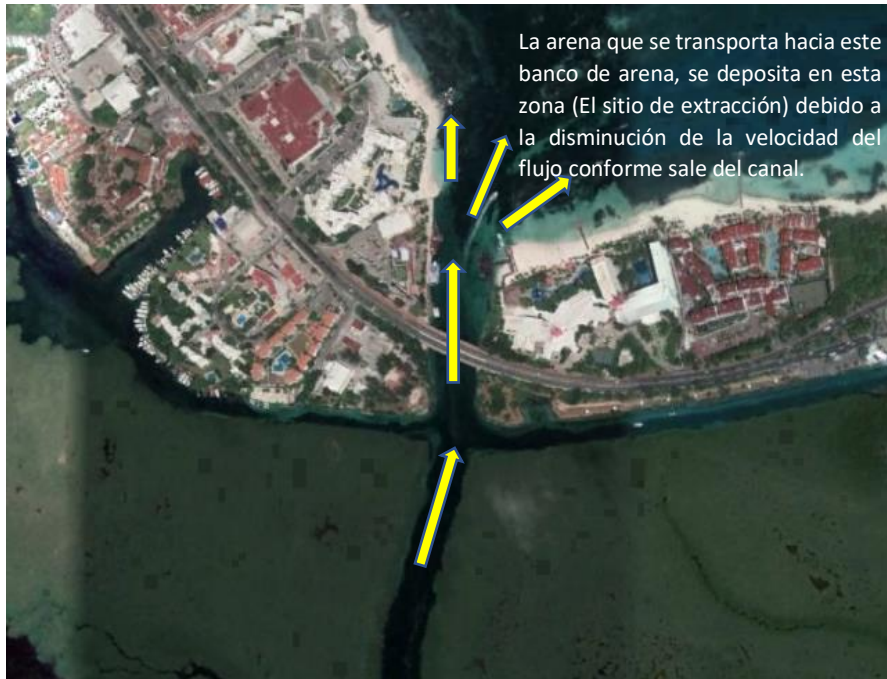 La arena que se transporta hacia este
banco de arena, se deposita en esta
zona (El sitio de extracción) debido a
la disminución de la velocidad del
flujo conforme sale del canal.